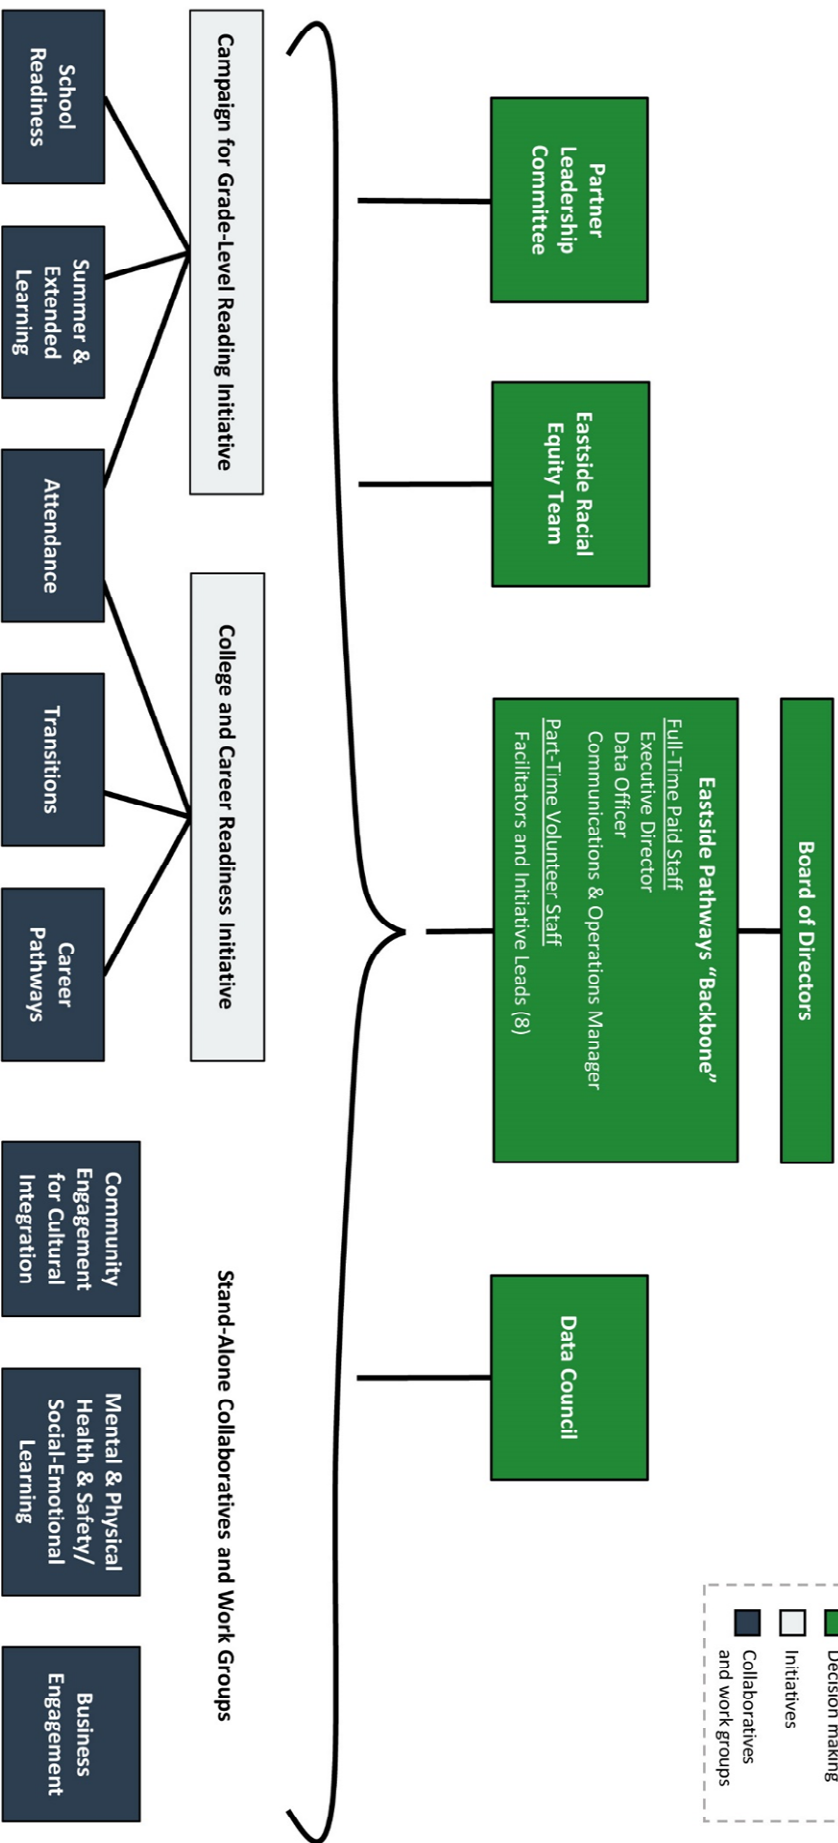 Board of Directors
Eastside Pathways “Backbone”
Full-Time Paid Staff
Executive Director
Data Officer
Communications & Operations Manager
Part-Time Volunteer Staff
Facilitators and Initiative Leads (8)
Partner
Leadership
Committee
Eastside Racial
Equity Team
Data Council
Decision making
Initiatives
Collaboratives
and work groups
Campaign for Grade-Level Reading Initiative
College and Career Readiness Initiative
Stand-Alone Collaboratives and Work Groups
School
Readiness
Summer &
Extended
Learning
Attendance
Transitions
Career
Pathways
Community
Engagement
for Cultural
Integration
Mental & Physical
Health & Safety/
Social-Emotional
Learning
Business
Engagement